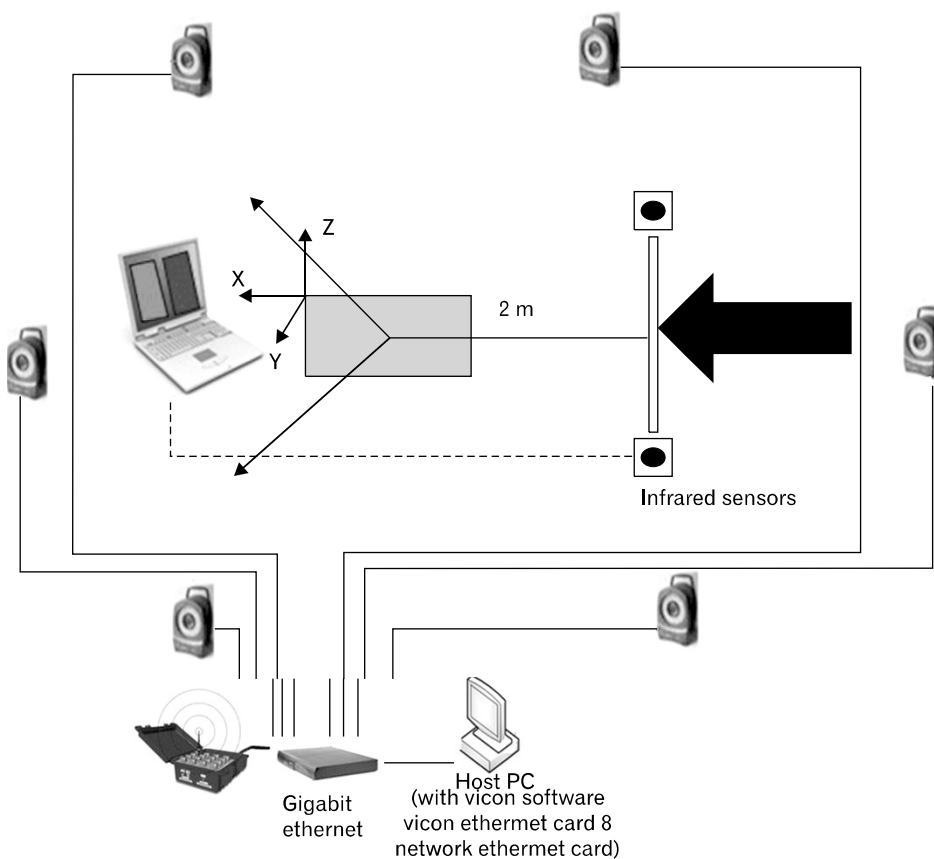 Z
X
2 m
Y
Infrared sensors
Host PC
Gigabit
ethernet
(with vicon software
vicon ethermet card 8
network ethermet card)